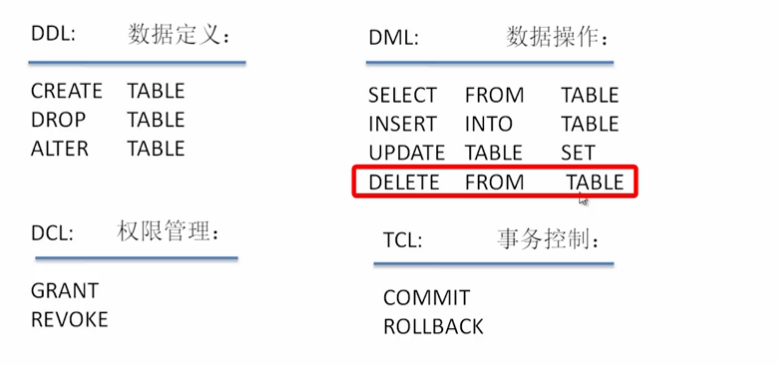 DDL: 数据定义：
CREATE TABLE
DROP TABLE
ALTER TABLE
DML: 数据操作：
SELECT FROM TABLE
INSERT INTO TABLE
UPDATE TABLE SET
DELETE FROM TABLE
DCL: 权限管理：
GRANT
REVOKE
TCL: 事务控制：
COMMIT
ROLLBACK